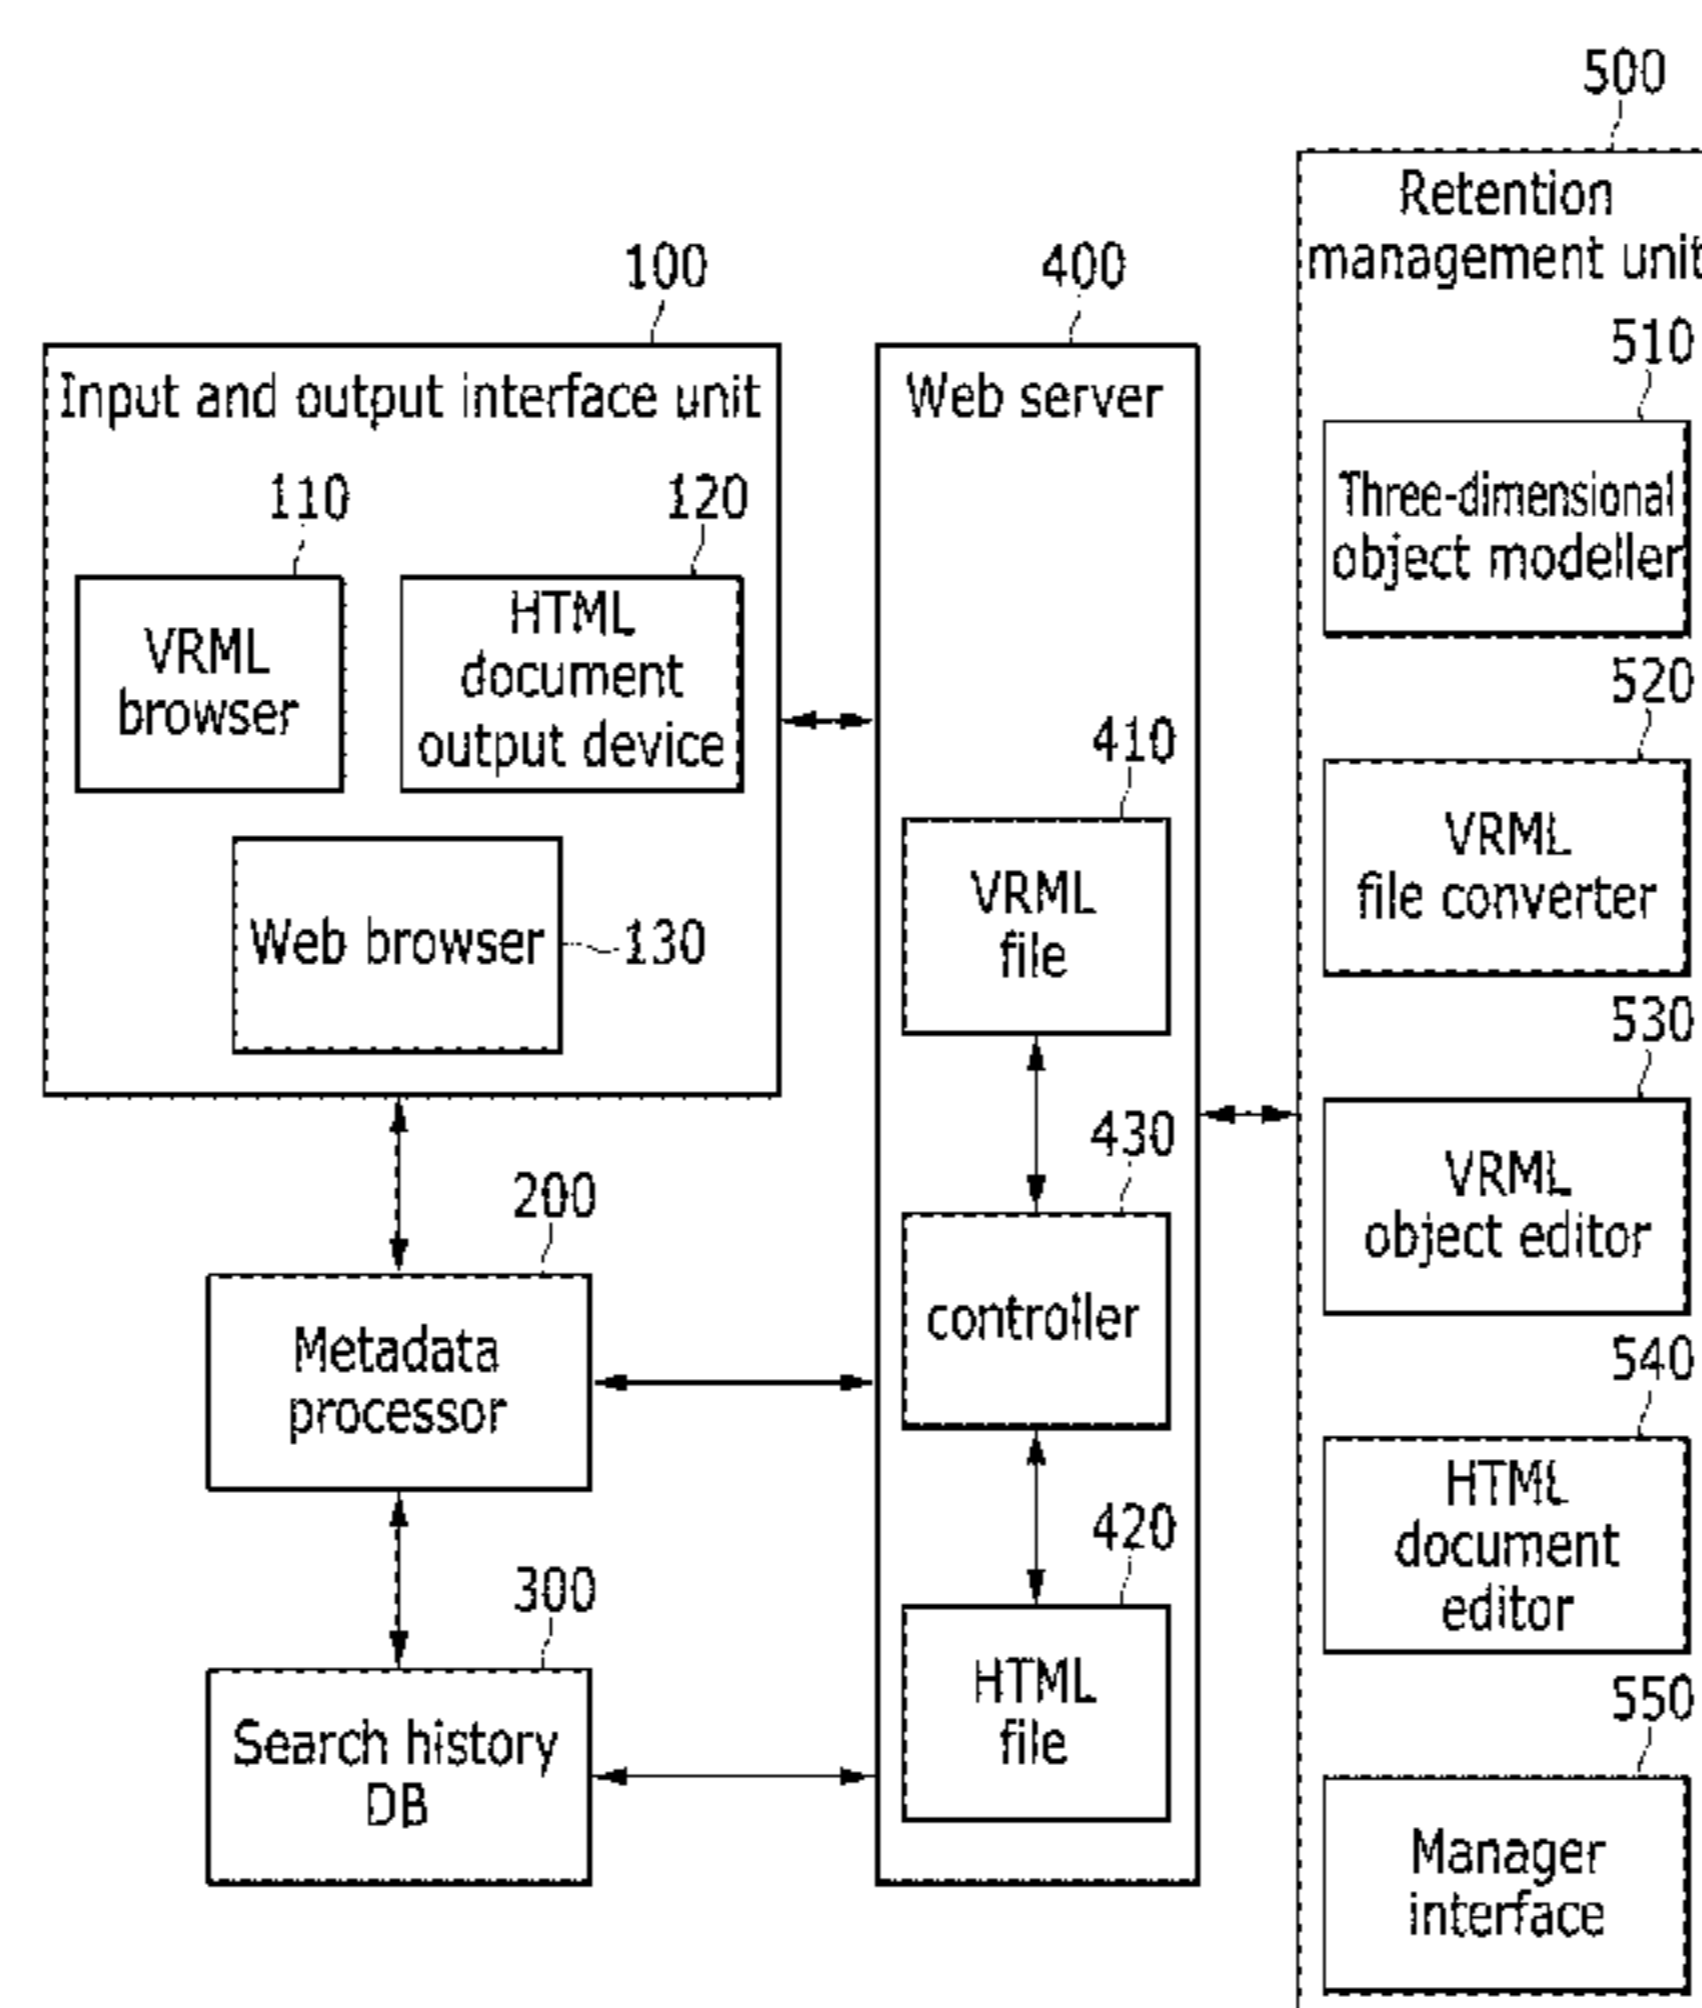 100
Input and output interface unit
110
VRML
browser
120
HTML
document
output device
Web browser
130
200
Metadata
processor
300
Search history
DB
400
Web server
410
VRML
file
430
controller
420
HTML
file
500
Retention
management unit
510
Three-dimensional
object modeller
520
VRML
file converter
530
VRML
object editor
540
HTML
document
editor
550
Manager
interface